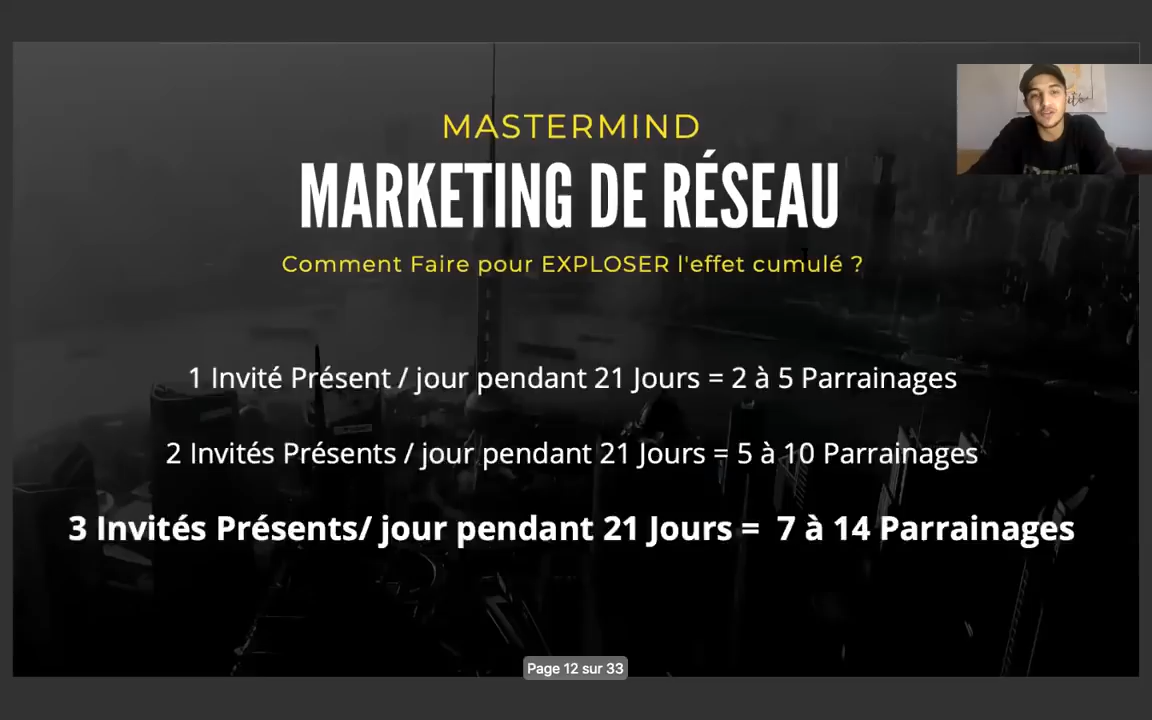 MASTERMIND
MARKETING DE RÉSEAU
Comment Faire pour EXPLOSER l'effet cumulé ?
1 Invité Présent / jour pendant 21 Jours = 2 à 5 Parrainages
2 Invités Présents / jour pendant 21 Jours = 5 à 10 Parrainages
3 Invités Présents/ jour pendant 21 Jours = 7 à 14 Parrainages
Page 12 sur 33